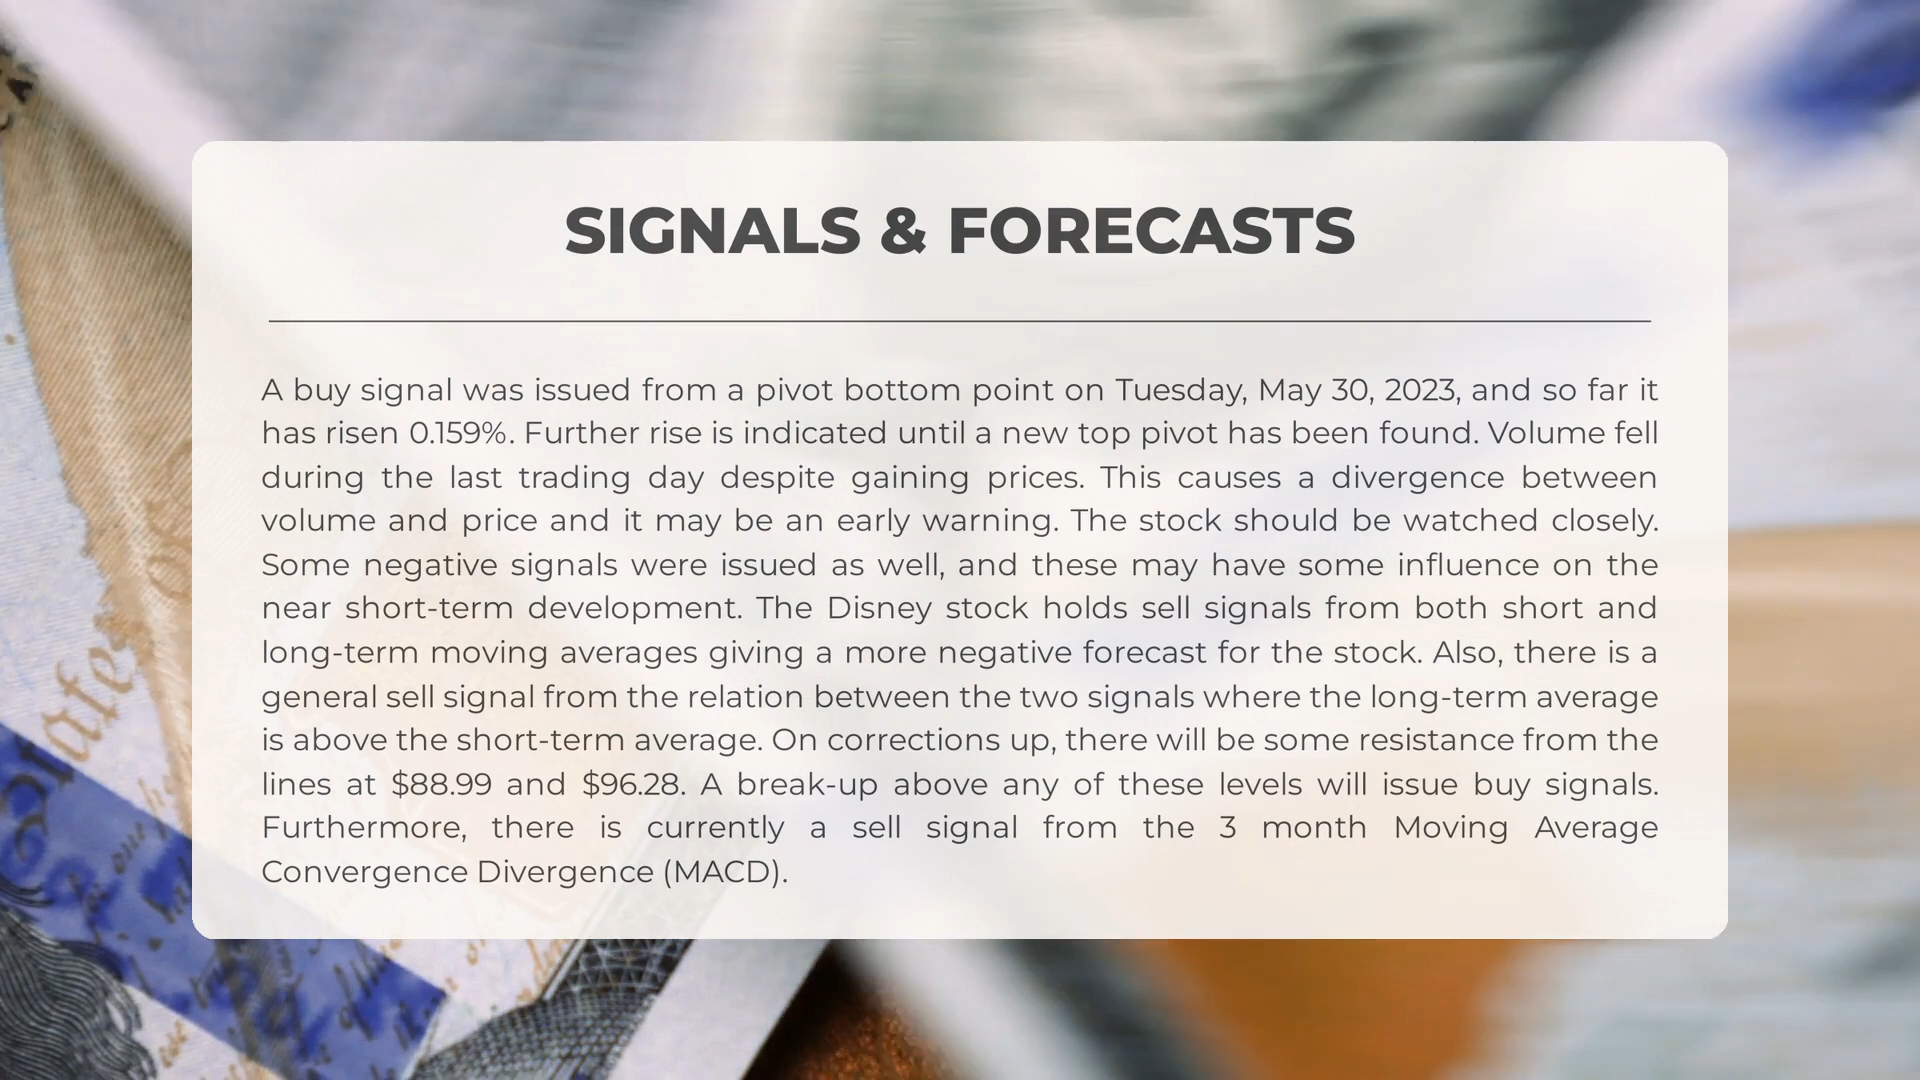 SIGNALS & FORECASTS
A buy signal was issued from a pivot bottom point on Tuesday, May 30, 2023, and so far it
has risen 0.159%. Further rise is indicated until a new top pivot has been found. Volume fell
during the last trading day despite gaining prices. This causes a divergence between
volume and price and it may be an early warning. The stock should be watched closely.
Some negative signals were issued as well, and these may have some influence on the
near short-term development. The Disney stock holds sell signals from both short and
long-term moving averages giving a more negative forecast for the stock. Also, there is a
general sell signal from the relation between the two signals where the long-term average
is above the short-term average. On corrections up, there will be some resistance from the
lines at $88.99 and $96.28. A break-up above any of these levels will issue buy signals.
Furthermore, there is currently a sell signal from the 3 month Moving Average
Convergence Divergence (MACD).